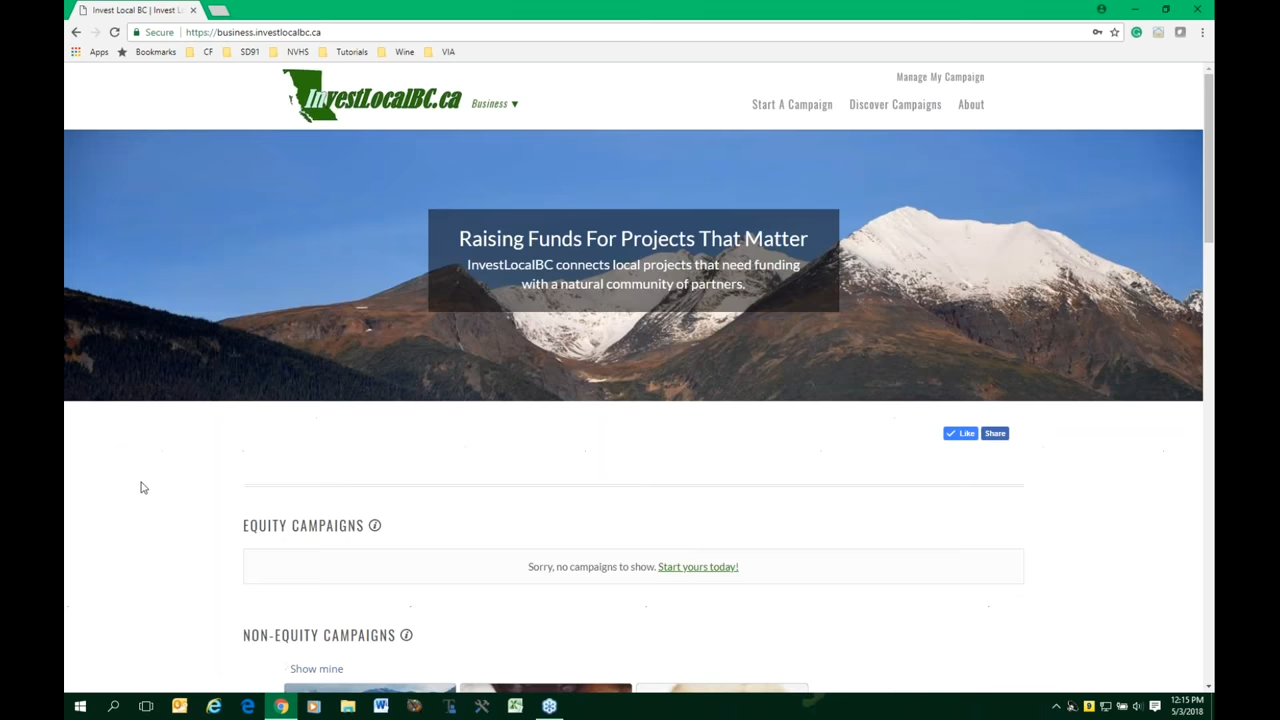 Invest Local BC | Invest Lo
Secure https://business.investlocalbc.ca
Apps Bookmarks CF SD91 NVHS Tutorials Wine VIA
Manage My Campaign
InvestLocalBC.ca Business ▼ Start A Campaign Discover Campaigns About
Raising Funds For Projects That Matter
InvestLocalBC connects local projects that need funding
with a natural community of partners.
Like Share
EQUITY CAMPAIGNS
Sorry, no campaigns to show. Start yours today!
NON-EQUITY CAMPAIGNS
Show mine
12:15 PM
5/3/2018